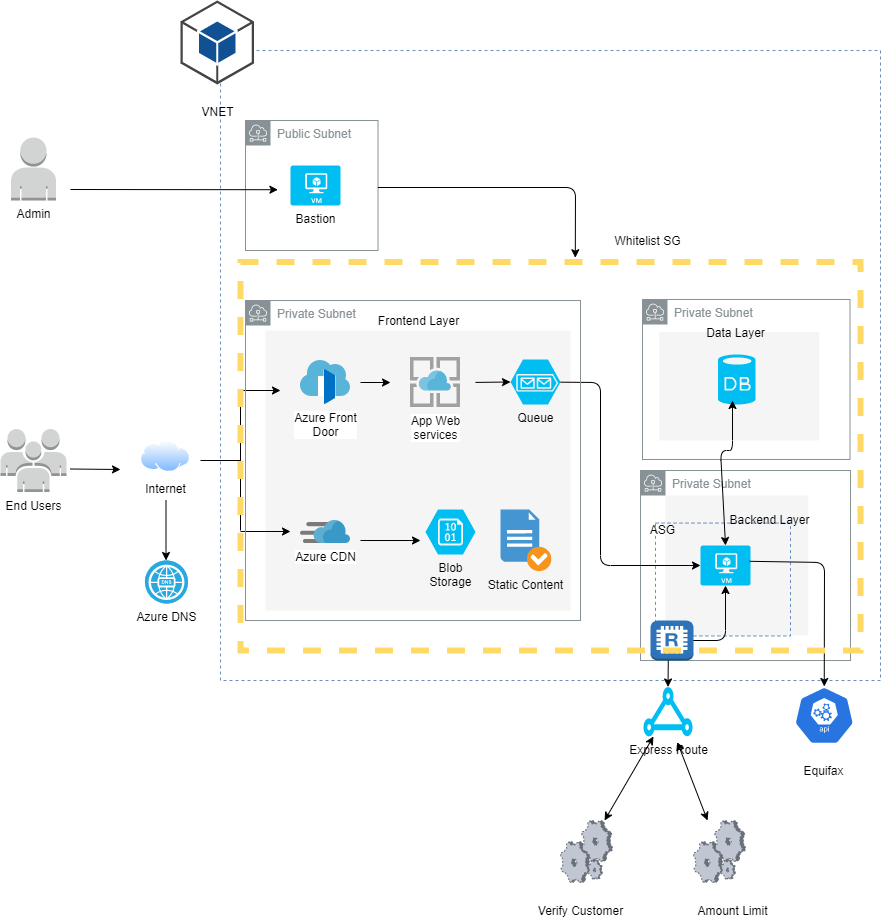 VNET
Public Subnet
VM
Bastion
Admin
Whitelist SG
Private Subnet
Frontend Layer
Azure Front
Door
App Web
services
Queue
Private Subnet
Data Layer
DB
End Users
Internet
DNS
Azure DNS
Azure CDN
10
01
Blob
Storage
Static Content
Private Subnet
Backend Layer
ASG
VM
R
Express Route
api
Equifax
Verify Customer
Amount Limit